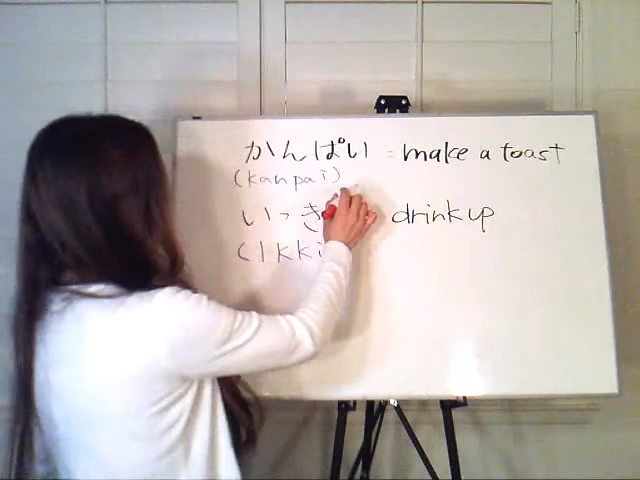 かんぱい = make a toast
(kanpai)
いっき drink up
(Ikki